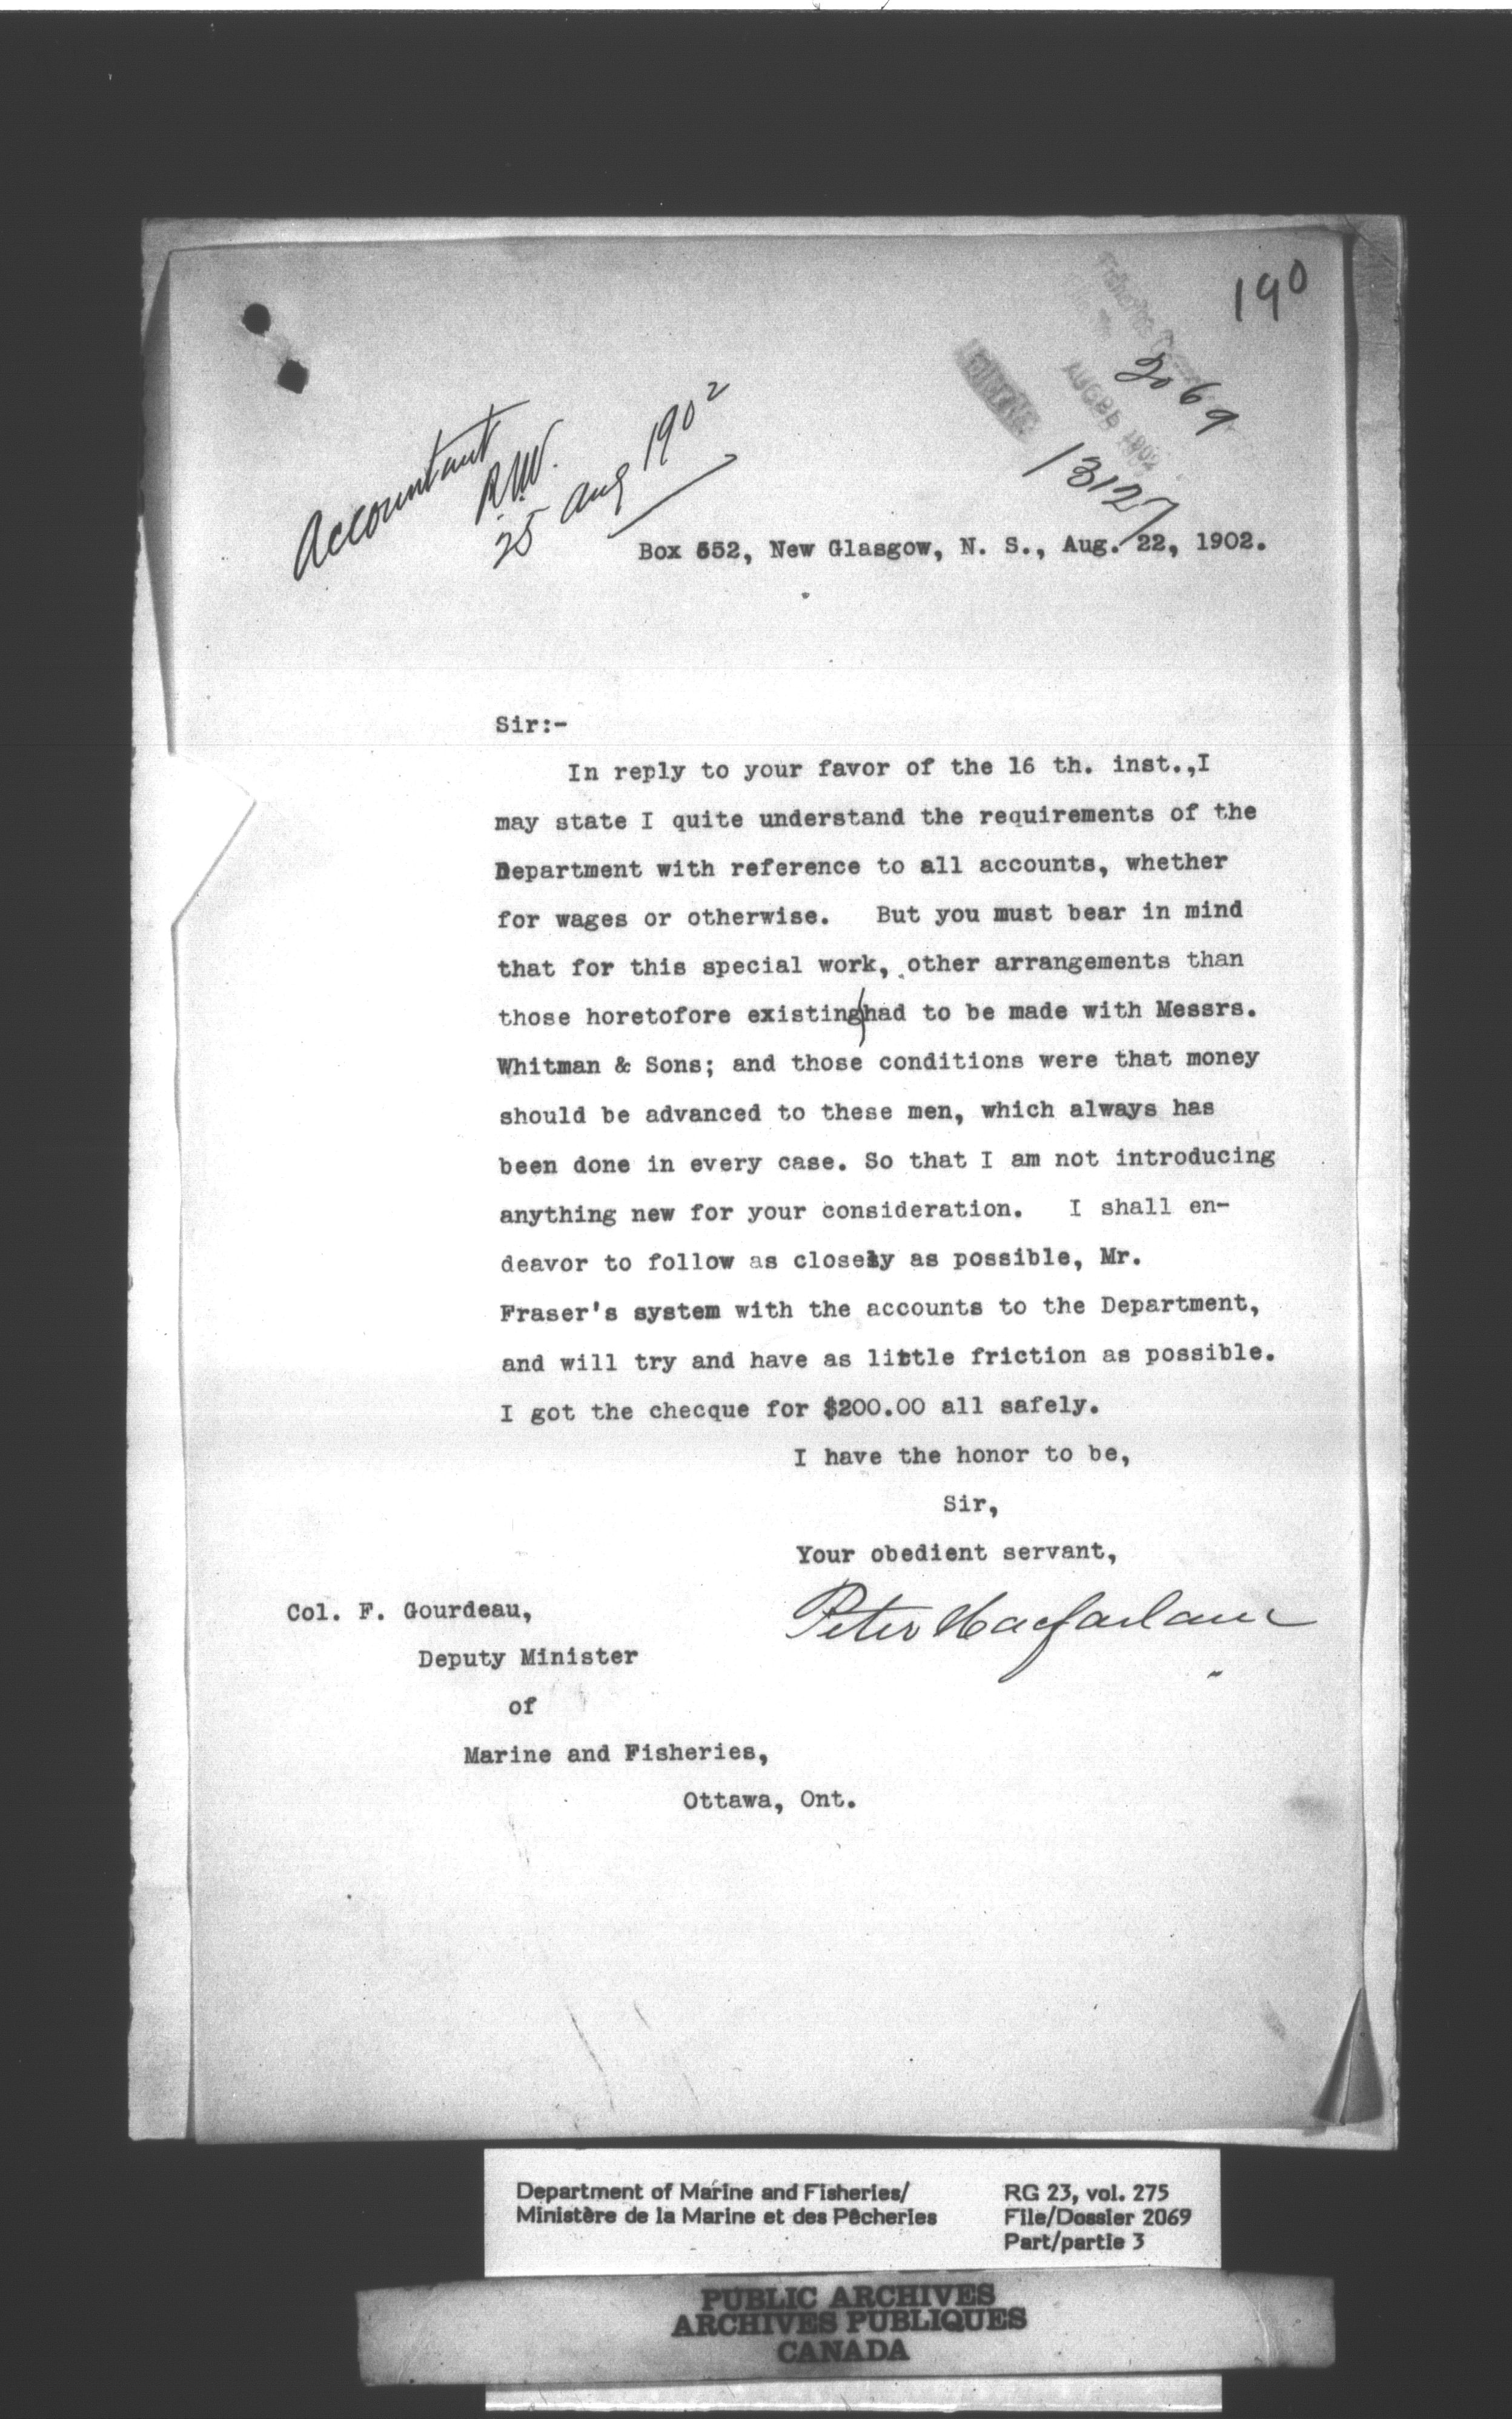 190
Fisheries
2069
AUG 25 1902
13127
Accountant
R.W.
25 Aug 1902
Box 552, New Glasgow, N. S., Aug. 22, 1902.
Sir:-
In reply to your favor of the 16 th. inst.,I
may state I quite understand the requirements of the
Department with reference to all accounts, whether
for wages or otherwise. But you must bear in mind
that for this special work, other arrangements than
those horetofore existing had to be made with Messrs.
Whitman & Sons; and those conditions were that money
should be advanced to these men, which always has
been done in every case. So that I am not introducing
anything new for your consideration. I shall en-
deavor to follow as closely as possible, Mr.
Fraser's system with the accounts to the Department,
and will try and have as little friction as possible.
I got the checque for $200.00 all safely.
I have the honor to be,
Sir,
Your obedient servant,
Peter Macfarlane
Col. F. Gourdeau,
Deputy Minister
of
Marine and Fisheries,
Ottawa, Ont.
Department of Marine and Fisheries/
Ministère de la Marine et des Pêcheries
RG 23, vol. 275
File/Dossier 2069
Part/partie 3
PUBLIC ARCHIVES
ARCHIVES PUBLIQUES
CANADA